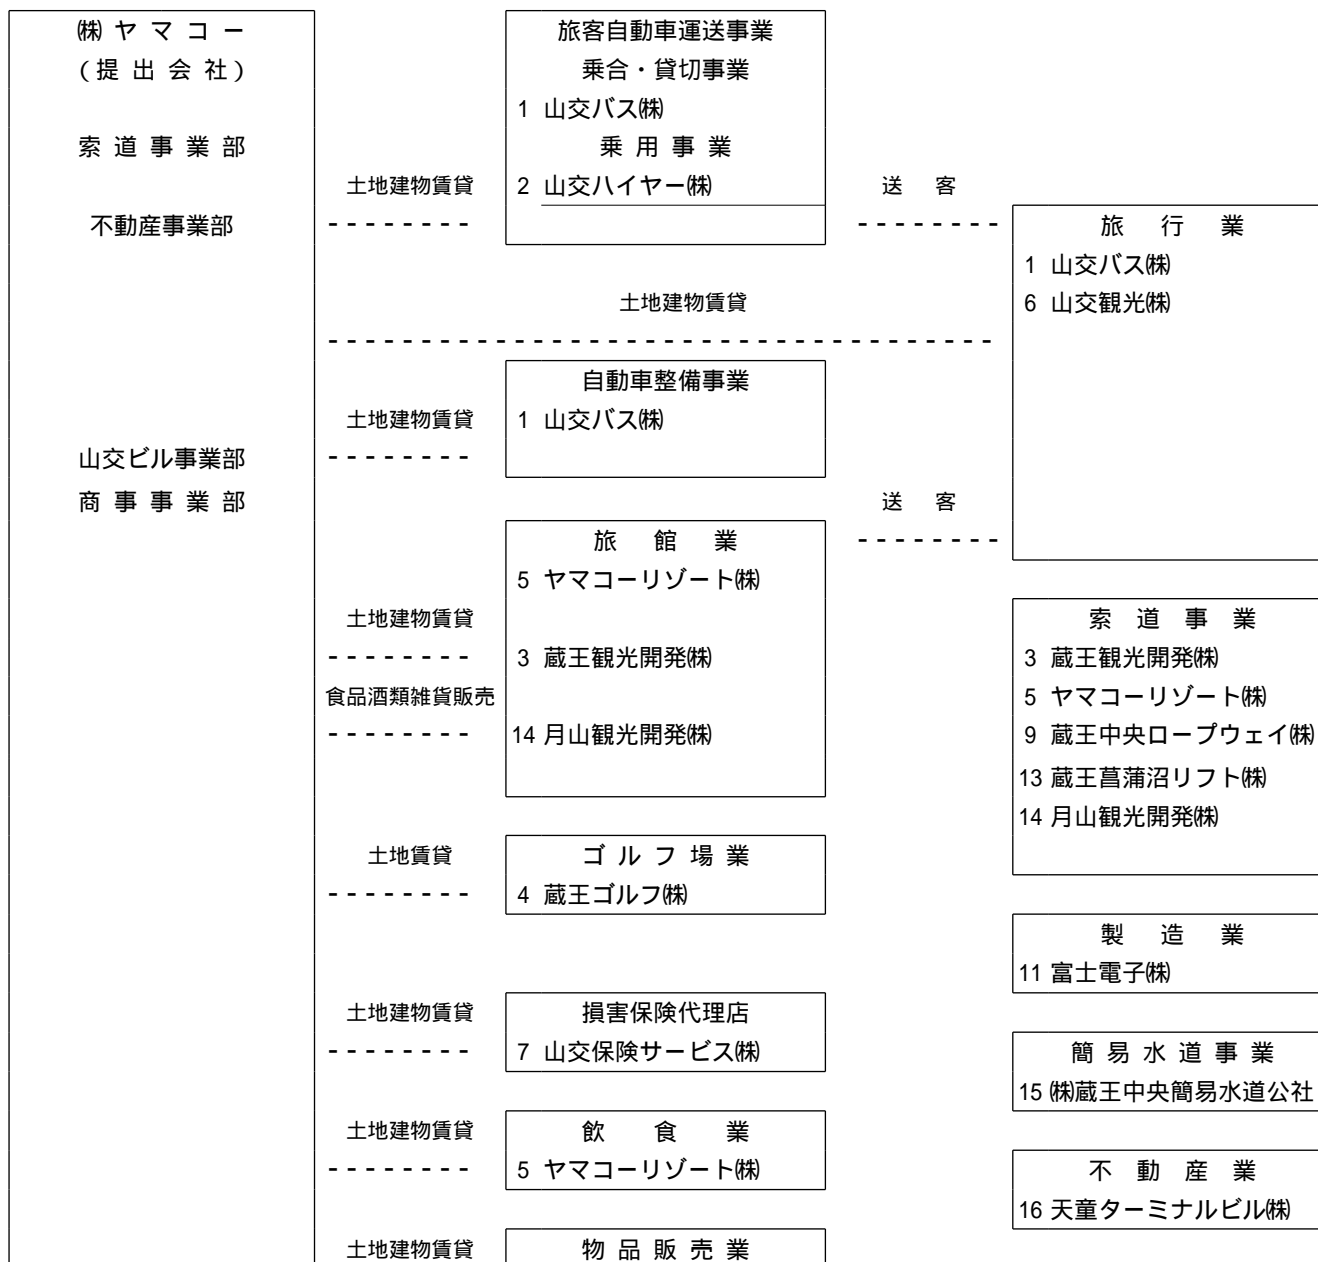 ㈱ヤマコー
(提出会社)
索道事業部
不動産事業部
山交ビル事業部
商事事業部
旅客自動車運送事業
乗合・貸切事業
1 山交バス㈱
乗用事業
土地建物賃貸
2 山交ハイヤー㈱
送客
旅行業
1 山交バス㈱
6 山交観光㈱
土地建物賃貸
自動車整備事業
土地建物賃貸
1 山交バス㈱
送客
旅館業
5 ヤマコーリゾート㈱
土地建物賃貸
3 蔵王観光開発㈱
食品酒類雑貨販売
14 月山観光開発㈱
索道事業
3 蔵王観光開発㈱
5 ヤマコーリゾート㈱
9 蔵王中央ロープウェイ㈱
13 蔵王菖蒲沼リフト㈱
14 月山観光開発㈱
土地賃貸
ゴルフ場業
4 蔵王ゴルフ㈱
製造業
11 富士電子㈱
土地建物賃貸
損害保険代理店
7 山交保険サービス㈱
簡易水道事業
15 ㈱蔵王中央簡易水道公社
土地建物賃貸
飲食業
5 ヤマコーリゾート㈱
不動産業
16 天童ターミナルビル㈱
土地建物賃貸
物品販売業